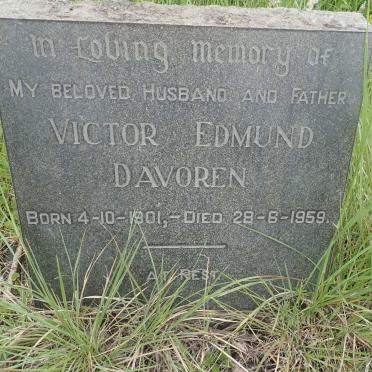 In Loving Memory of
My Beloved Husband and Father
Victor Edmund
Davoren
Born 4-10-1901,-Died 28-6-1959.
At Rest